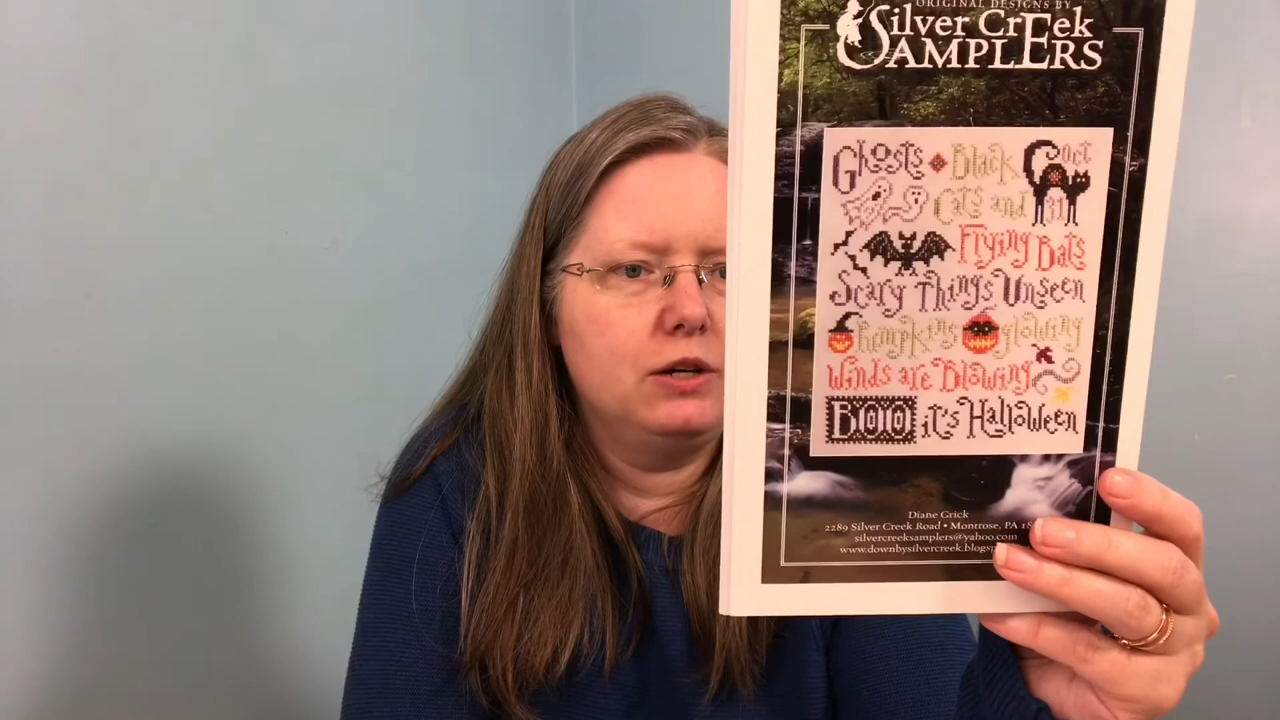 ORIGINAL DESIGNS BY
Silver CrEek
SAMPLERS
Ghosts Black Oct
Cats and 31
Flying Bats
Scary Things Unseen
Pumpkins glowing
Winds are Blowing
BOO it's Halloween
Diane Grick
2289 Silver Creek Road • Montrose, PA
silvercreeksamplers@yahoo.com
www.downbysilvercreek.blogsp